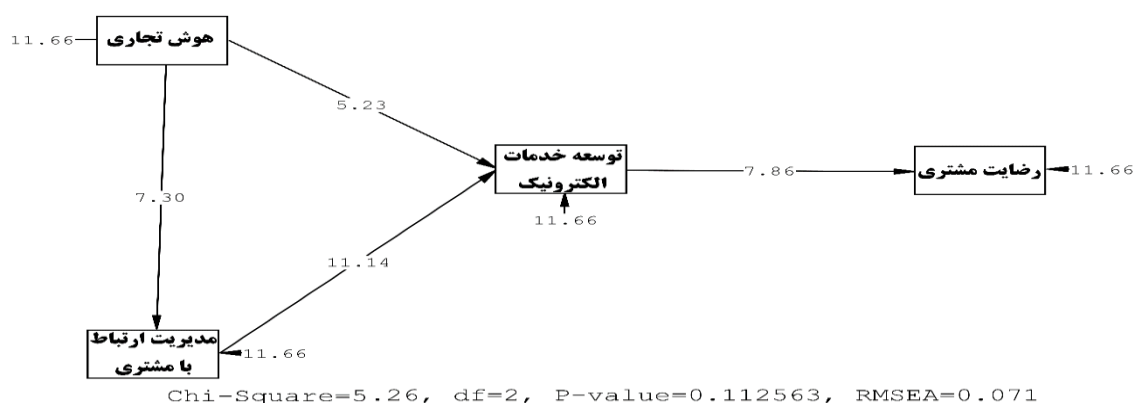 11.66
هوش تجاری
5.23
توسعه خدمات
الکترونیک
7.86
رضایت مشتری
11.66
7.30
11.66
11.14
مدیریت ارتباط
با مشتری
11.66
Chi-Square=5.26, df=2, P-value=0.112563, RMSEA=0.071